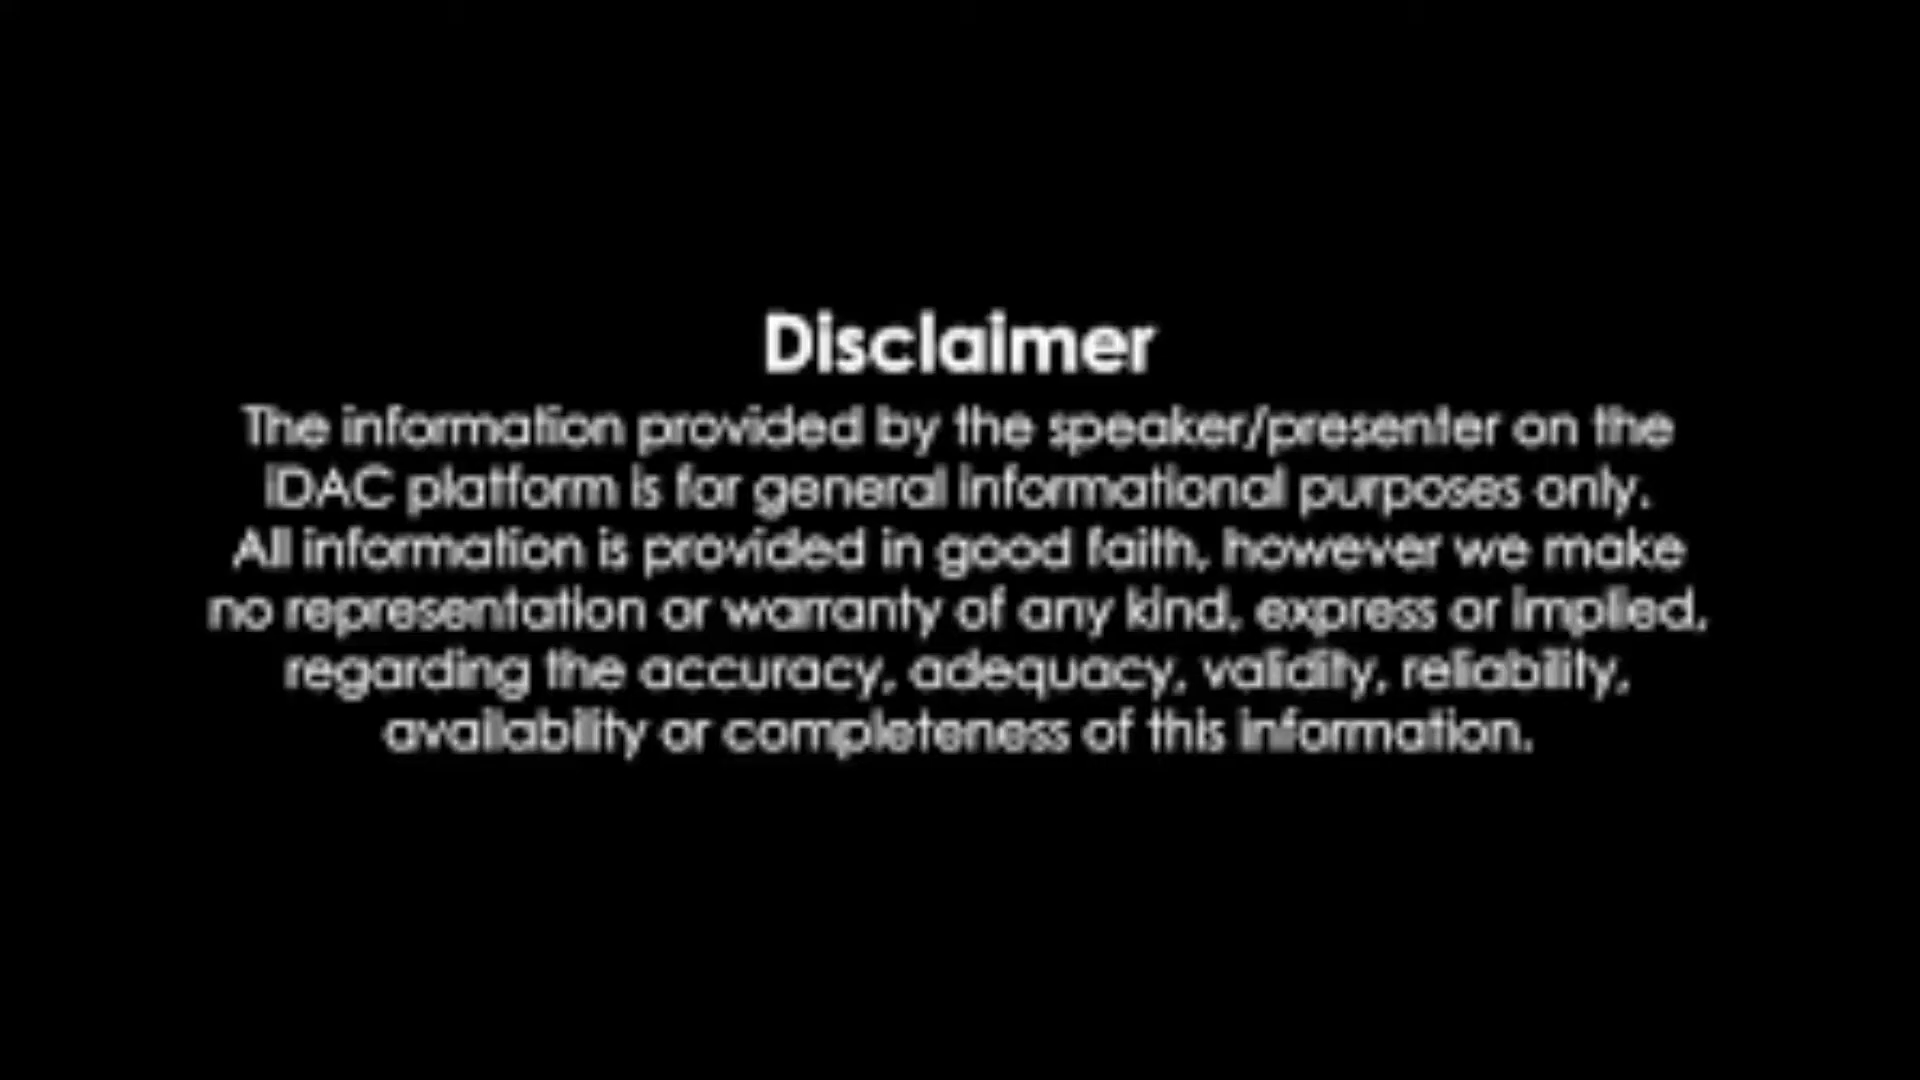 Disclaimer
The information provided by the speaker/presenter on the
iDAC platform is for general informational purposes only.
All information is provided in good faith, however we make
no representation or warranty of any kind, express or implied,
regarding the accuracy, adequacy, validity, reliability,
availability or completeness of this information.